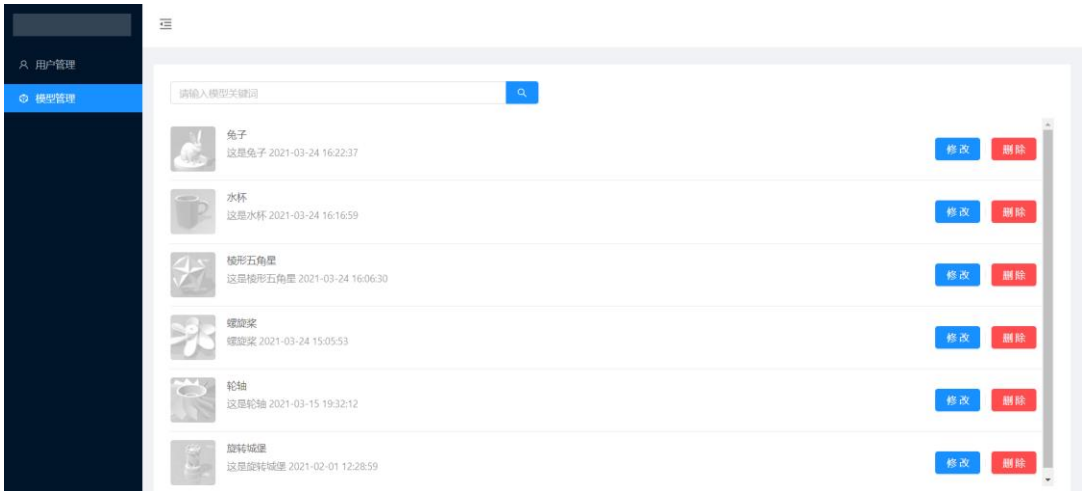 用户管理
模型管理
请输入模型关键词
兔子
这是兔子 2021-03-24 16:22:37
修改 删除
水杯
这是水杯 2021-03-24 16:16:59
修改 删除
棱形五角星
这是棱形五角星 2021-03-24 16:06:30
修改 删除
螺旋桨
螺旋桨 2021-03-24 15:05:53
修改 删除
轮轴
这是轮轴 2021-03-15 19:32:12
修改 删除
旋转城堡
这是旋转城堡 2021-02-01 12:28:59
修改 删除